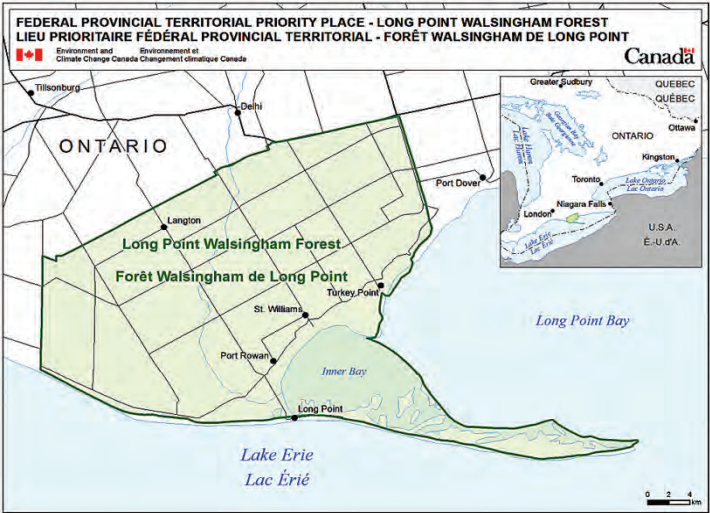 FEDERAL PROVINCIAL TERRITORIAL PRIORITY PLACE - LONG POINT WALSINGHAM FOREST
LIEU PRIORITAIRE FÉDÉRAL PROVINCIAL TERRITORIAL - FORÊT WALSINGHAM DE LONG POINT
Environment and Environnement et
Climate Change Canada Changement climatique Canada
Canada
Tillsonburg
Delhi
ONTARIO
Port Dover
Langton
Long Point Walsingham Forest
Forêt Walsingham de Long Point
Turkey Point
St. Williams
Port Rowan
Inner Bay
Long Point Bay
Long Point
Lake Erie
Lac Érié
0 2 4
km
Greater Sudbury
QUEBEC
QUÉBEC
Georgian Bay
Baie Georgienne
ONTARIO
Ottawa
Lake Huron
Lac Huron
Kingston
Toronto
Lake Ontario
Lac Ontario
London
Niagara Falls
U.S.A.
É.-U.d'A.
Lake Erie
Lac Érié